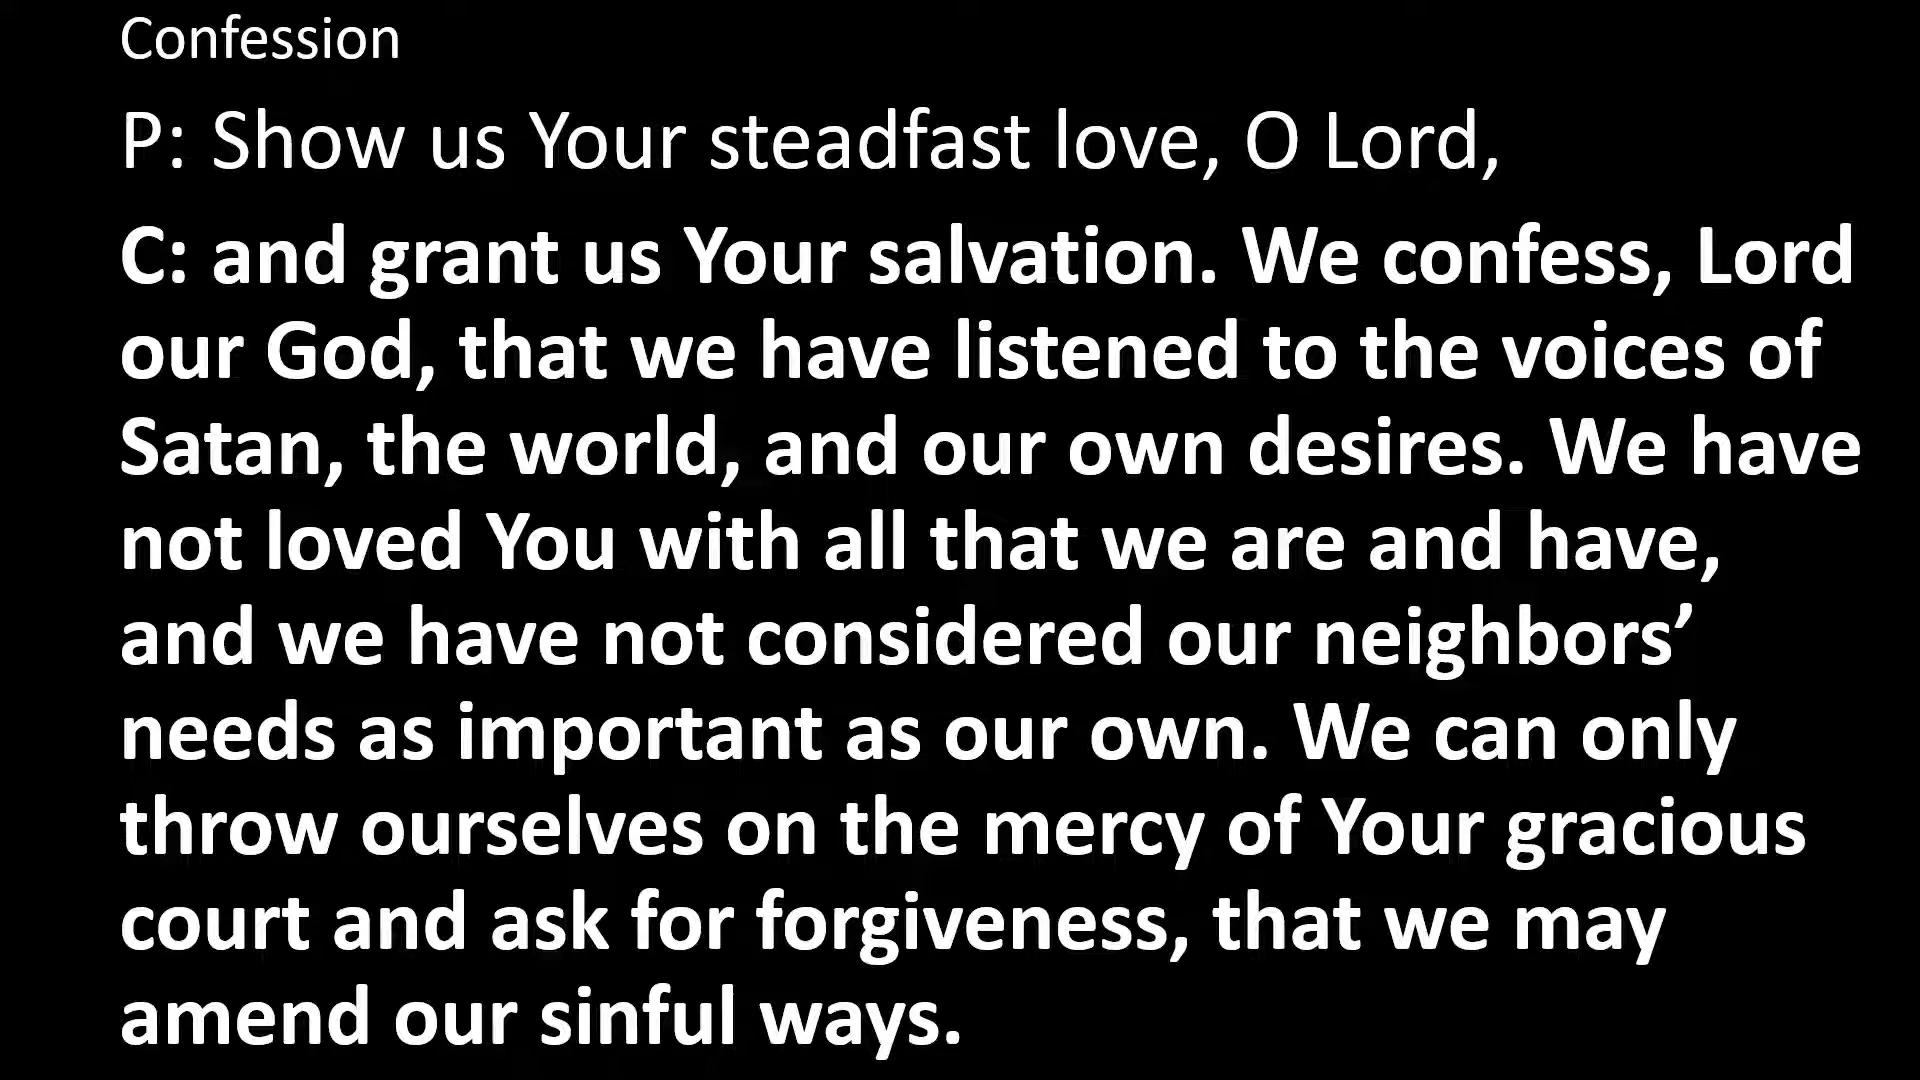 Confession
P: Show us Your steadfast love, O Lord,
C: and grant us Your salvation. We confess, Lord
our God, that we have listened to the voices of
Satan, the world, and our own desires. We have
not loved You with all that we are and have,
and we have not considered our neighbors’
needs as important as our own. We can only
throw ourselves on the mercy of Your gracious
court and ask for forgiveness, that we may
amend our sinful ways.